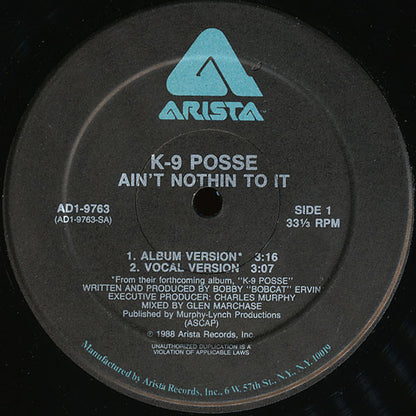 ARISTA
K-9 POSSE
AIN'T NOTHIN TO IT
AD1-9763
(AD1-9763-SA)
SIDE 1
33⅓ RPM
1. ALBUM VERSION* 3:16
2. VOCAL VERSION 3:07
*From their forthcoming album, "K-9 POSSE"
WRITTEN AND PRODUCED BY BOBBY "BOBCAT" ERVIN
EXECUTIVE PRODUCER: CHARLES MURPHY
MIXED BY GLEN MARCHASE
Published by Murphy-Lynch Productions
(ASCAP)
℗ 1988 Arista Records, Inc
UNAUTHORIZED DUPLICATION IS A
VIOLATION OF APPLICABLE LAWS
Manufactured by Arista Records, Inc., 6 W. 57th St., N.Y., N.Y. 10019